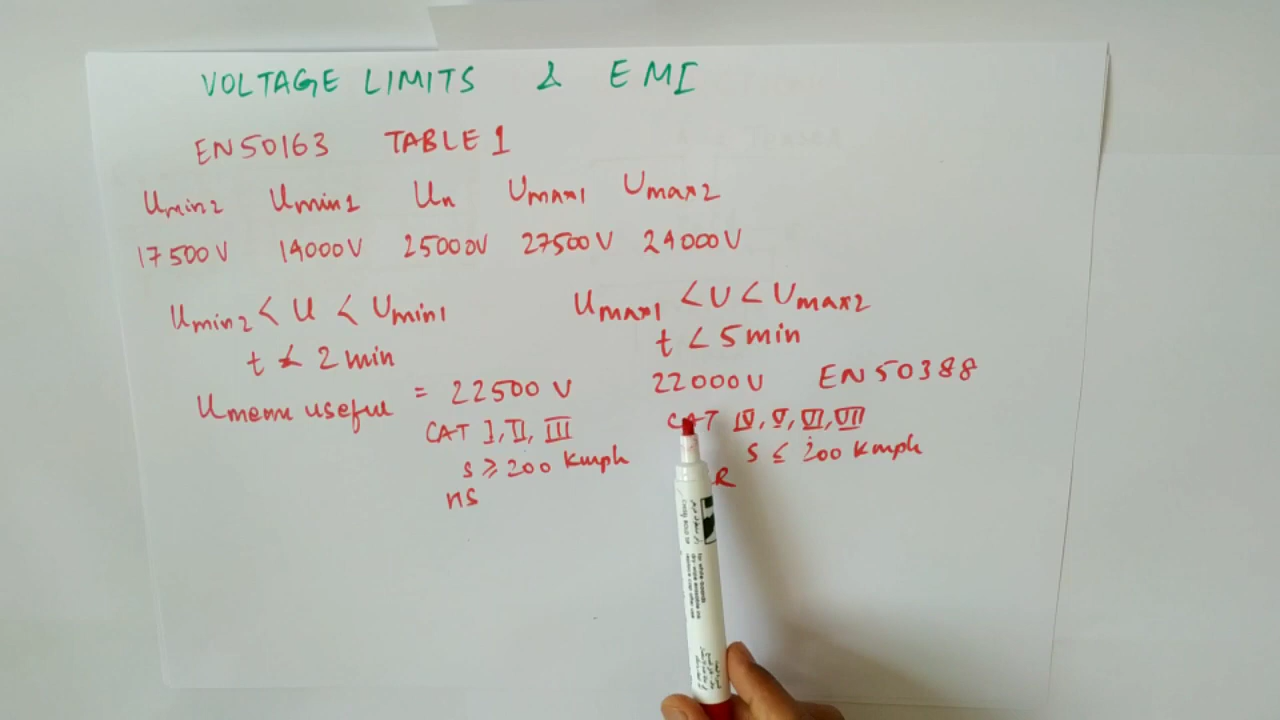 VOLTAGE LIMITS & EMI
EN50163 TABLE 1
Umin2 Umin1 Un Umax1 Umax2
17500V 19000V 25000V 27500V 29000V
Umin2 < U < Umin1
t < 2 min
Umax1 < U < Umax2
t < 5 min
Umean useful = 22500 V
CAT I, II, III
s ≥ 200 Kmph
HS
22000V EN50388
CAT IV, V, VI, VII
s ≤ 200 Kmph
R